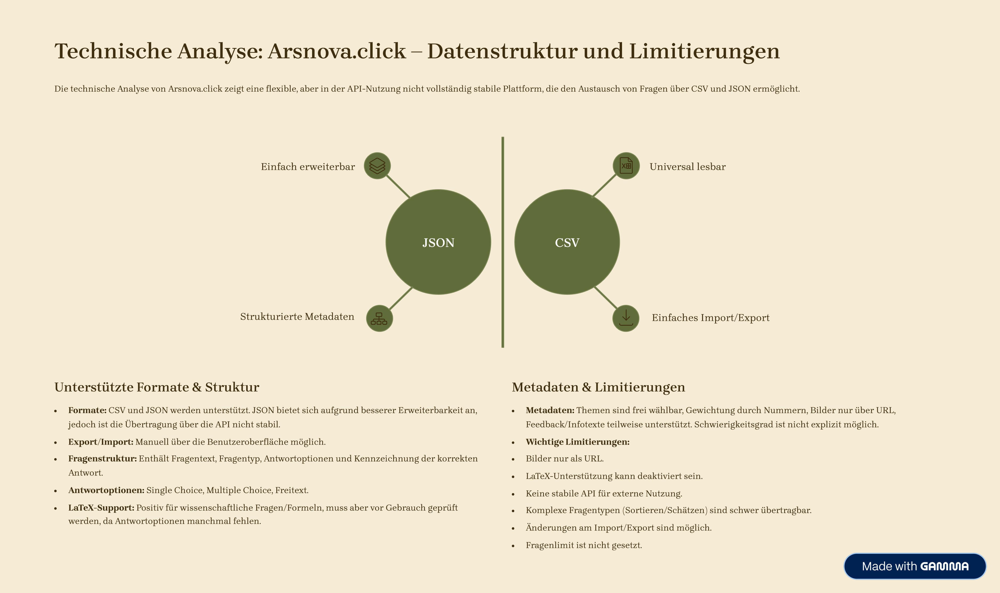 Technische Analyse: Arsnova.click – Datenstruktur und Limitierungen
Die technische Analyse von Arsnova.click zeigt eine flexible, aber in der API-Nutzung nicht vollständig stabile Plattform, die den Austausch von Fragen über CSV und JSON ermöglicht.
Einfach erweiterbar
Universal lesbar
JSON
CSV
Strukturierte Metadaten
Einfaches Import/Export
Unterstützte Formate & Struktur
• Formate: CSV und JSON werden unterstützt. JSON bietet sich aufgrund besserer Erweiterbarkeit an,
jedoch ist die Übertragung über die API nicht stabil.
• Export/Import: Manuell über die Benutzeroberfläche möglich.
• Fragenstruktur: Enthält Fragentext, Fragentyp, Antwortoptionen und Kennzeichnung der korrekten
Antwort.
• Antwortoptionen: Single Choice, Multiple Choice, Freitext.
• LaTeX-Support: Positiv für wissenschaftliche Fragen/Formeln, muss aber vor Gebrauch geprüft
werden, da Antwortoptionen manchmal fehlen.
Metadaten & Limitierungen
• Metadaten: Themen sind frei wählbar, Gewichtung durch Nummern, Bilder nur über URL,
Feedback/Infotexte teilweise unterstützt. Schwierigkeitsgrad ist nicht explizit möglich.
• Wichtige Limitierungen:
• Bilder nur als URL.
• LaTeX-Unterstützung kann deaktiviert sein.
• Keine stabile API für externe Nutzung.
• Komplexe Fragentypen (Sortieren/Schätzen) sind schwer übertragbar.
• Änderungen am Import/Export sind möglich.
• Fragenlimit ist nicht gesetzt.
Made with GAMMA